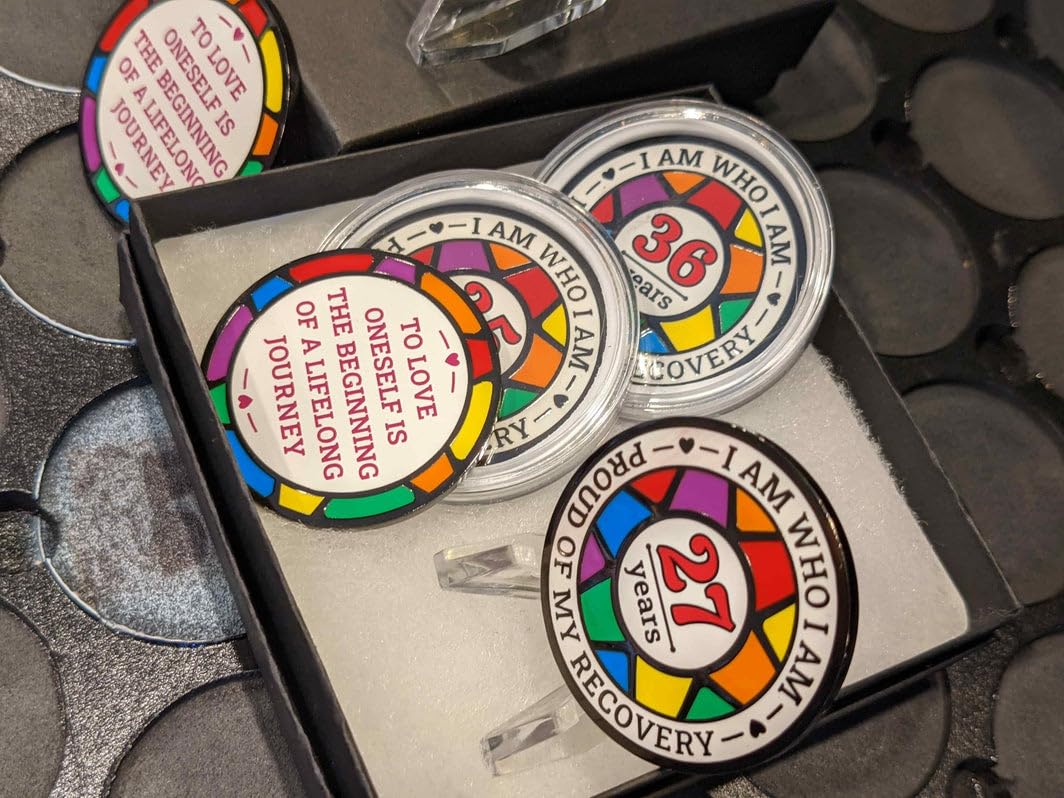 TO LOVE
ONESELF IS
THE BEGINNING
OF A LIFELONG
JOURNEY
I AM WHO I AM
36
years
RECOVERY
I AM WHO I AM
TO LOVE
ONESELF IS
THE BEGINNING
OF A LIFELONG
JOURNEY
I AM WHO I AM
PROUD OF MY RECOVERY
27
years